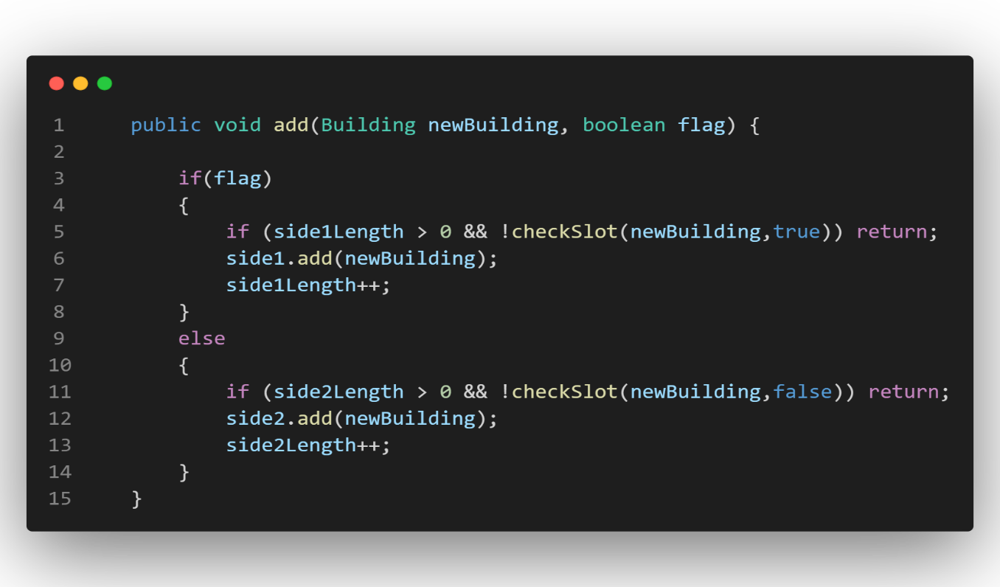 1 public void add(Building newBuilding, boolean flag) {
2
3 if(flag)
4 {
5 if (side1Length > 0 && !checkSlot(newBuilding,true)) return;
6 side1.add(newBuilding);
7 side1Length++;
8 }
9 else
10 {
11 if (side2Length > 0 && !checkSlot(newBuilding,false)) return;
12 side2.add(newBuilding);
13 side2Length++;
14 }
15 }